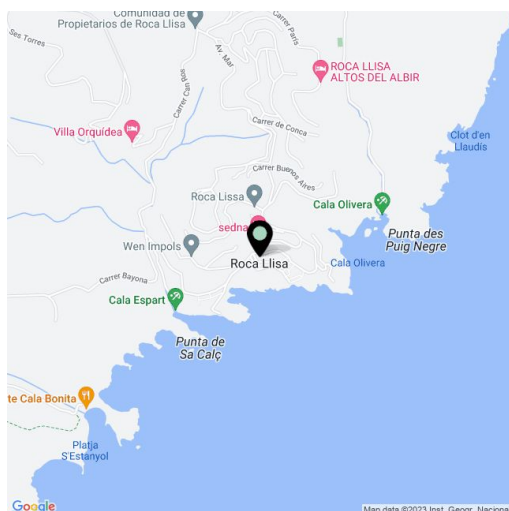 Comunidad de
Propietarios de Roca Llisa
Ses Torres
Carrer París
Av. Mal
ROCA LLISA
ALTOS DEL ALBIR
Carrer Can Bos
Villa Orquídea
Carrer de Conca
Clot d'en
Llaudís
Carrer Buenos Aires
Roca Lissa
Cala Olivera
sedna
Punta des
Puig Negre
Wen Impols
Roca Llisa
Cala Olivera
Carrer Bayona
Cala Espart
Punta de
Sa Calç
te Cala Bonita
Platja
S'Estanyol
Google
Map data ©2023 Inst. Geogr. Naciona